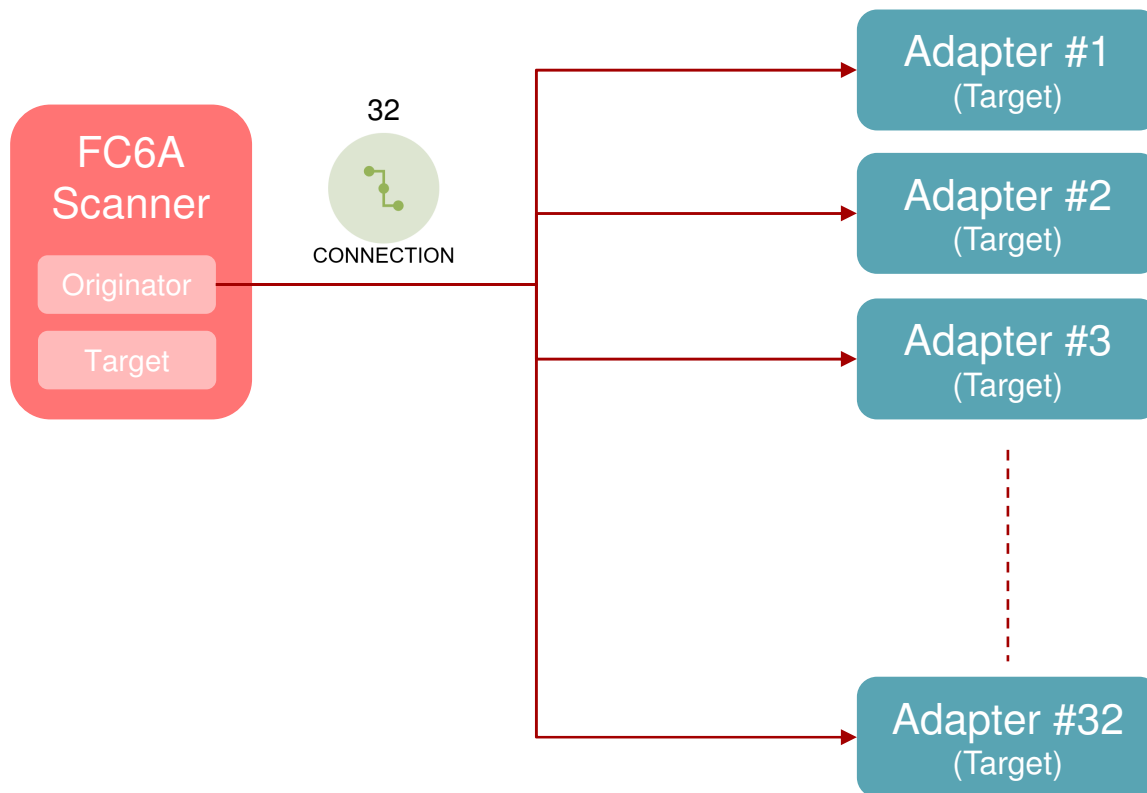 FC6A
Scanner
Originator
Target
32
CONNECTION
Adapter #1
(Target)
Adapter #2
(Target)
Adapter #3
(Target)
Adapter #32
(Target)